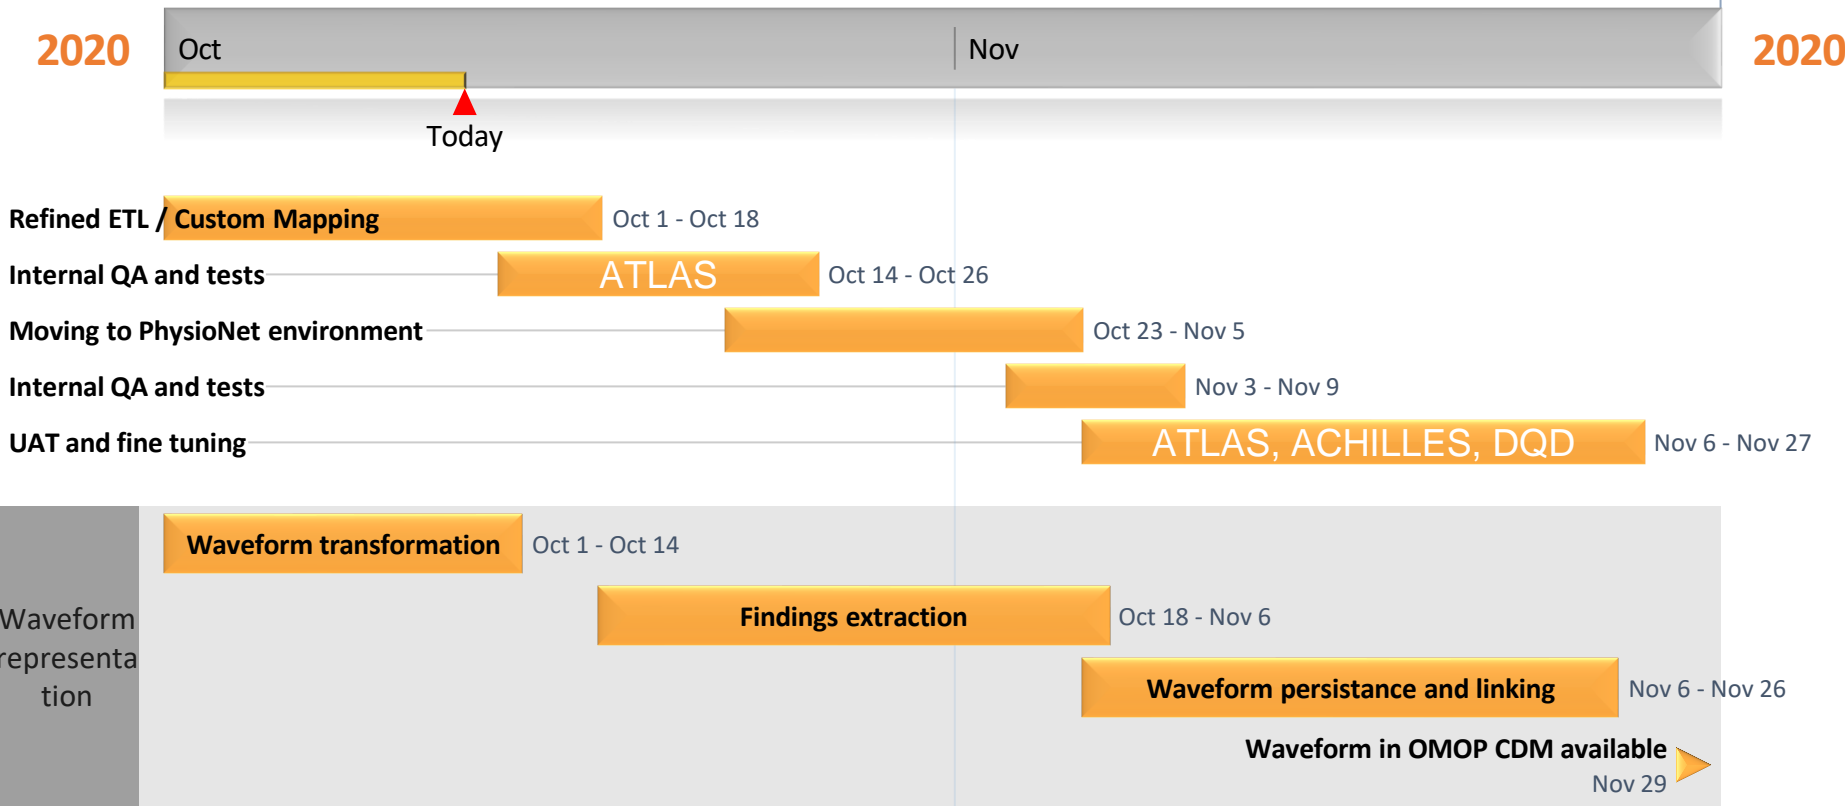 2020
Oct
Nov
2020
Today
Refined ETL / Custom Mapping
Oct 1 - Oct 18
Internal QA and tests
ATLAS
Oct 14 - Oct 26
Moving to PhysioNet environment
Oct 23 - Nov 5
Internal QA and tests
Nov 3 - Nov 9
UAT and fine tuning
ATLAS, ACHILLES, DQD
Nov 6 - Nov 27
Waveform
representa
tion
Waveform transformation
Oct 1 - Oct 14
Findings extraction
Oct 18 - Nov 6
Waveform persistance and linking
Nov 6 - Nov 26
Waveform in OMOP CDM available
Nov 29